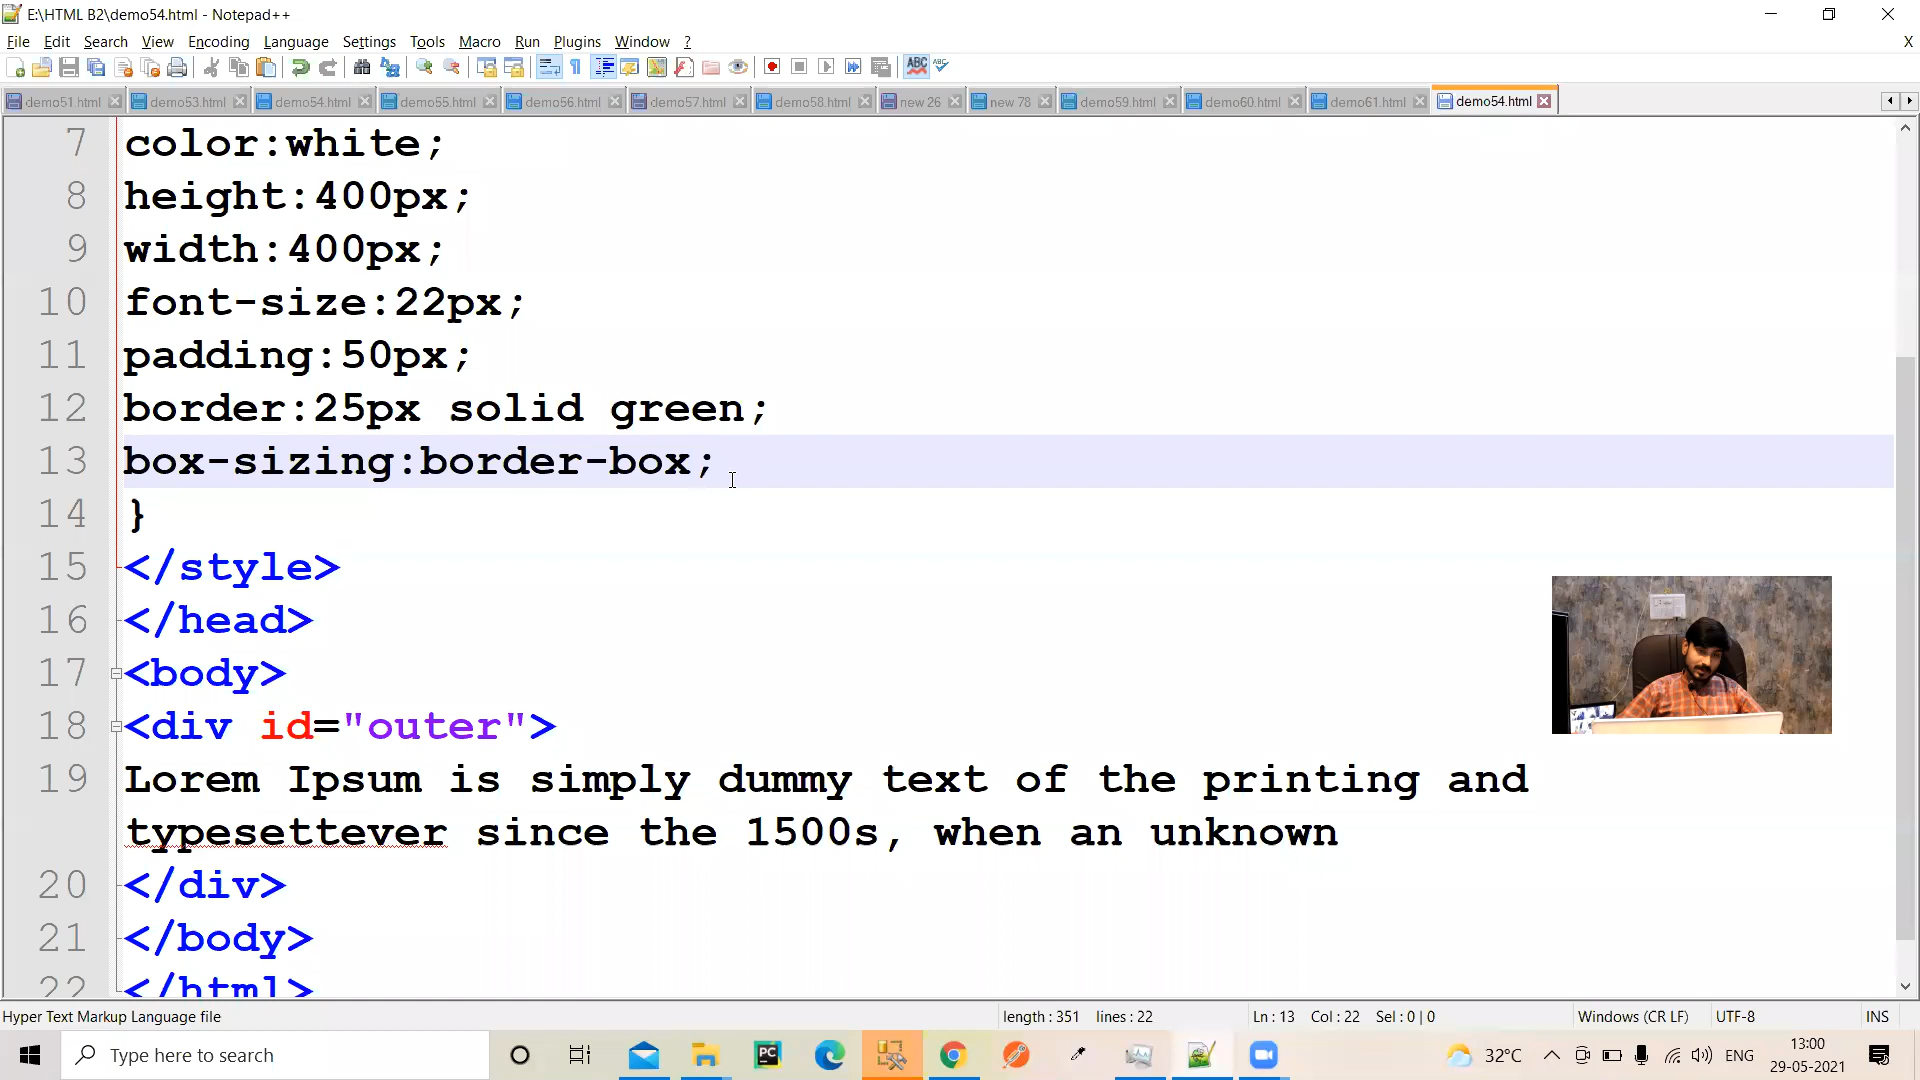 E:\HTML B2\demo54.html - Notepad++
File Edit Search View Encoding Language Settings Tools Macro Run Plugins Window ? X
demo51.html demo53.html demo54.html demo55.html demo56.html demo57.html demo58.html new 26 new 78 demo59.html demo60.html demo61.html demo54.html
7 color:white;
8 height:400px;
9 width:400px;
10 font-size:22px;
11 padding:50px;
12 border:25px solid green;
13 box-sizing:border-box;
14 }
15 </style>
16 </head>
17 <body>
18 <div id="outer">
19 Lorem Ipsum is simply dummy text of the printing and
typesettever since the 1500s, when an unknown
20 </div>
21 </body>
22 </html>
Hyper Text Markup Language file length : 351 lines : 22 Ln : 13 Col : 22 Sel : 0 | 0 Windows (CR LF) UTF-8 INS
Type here to search 32°C ENG 13:00
29-05-2021